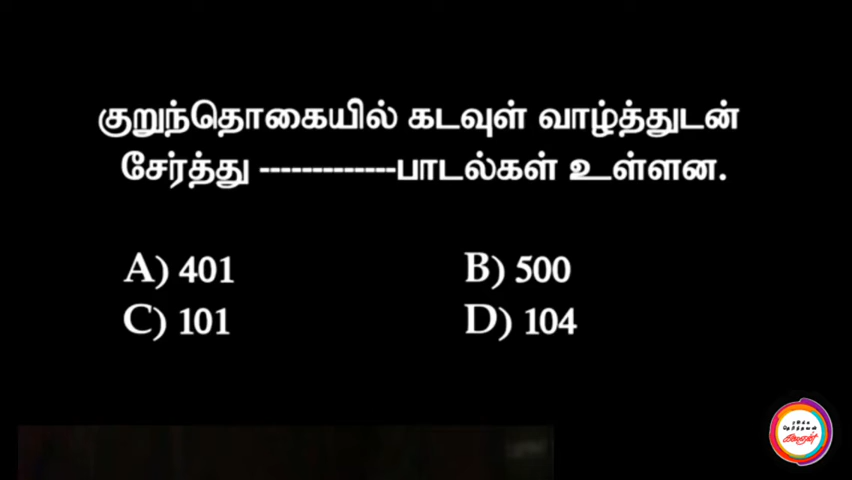 குறுந்தொகையில் கடவுள் வாழ்த்துடன்
சேர்த்து -------------பாடல்கள் உள்ளன.
A) 401
B) 500
C) 101
D) 104